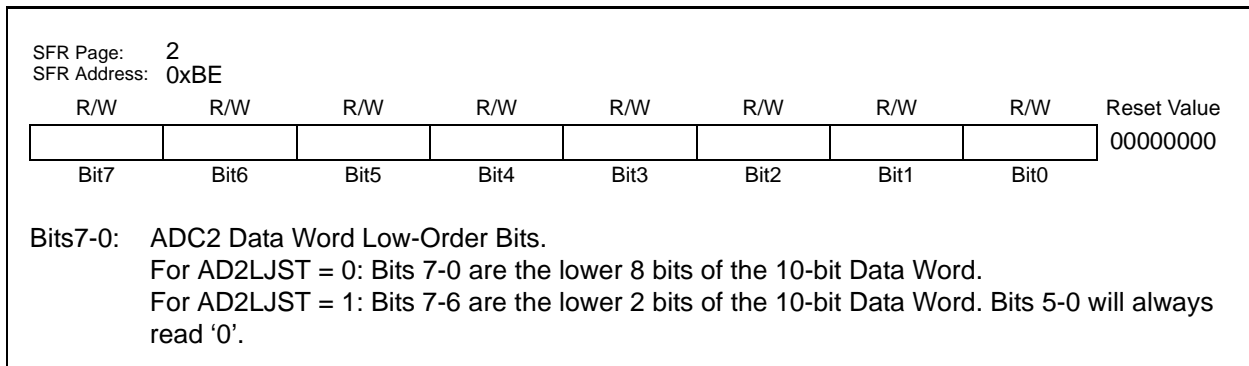 SFR Page: 2
SFR Address: 0xBE
R/W R/W R/W R/W R/W R/W R/W R/W Reset Value
00000000
Bit7 Bit6 Bit5 Bit4 Bit3 Bit2 Bit1 Bit0
Bits7-0: ADC2 Data Word Low-Order Bits.
For AD2LJST = 0: Bits 7-0 are the lower 8 bits of the 10-bit Data Word.
For AD2LJST = 1: Bits 7-6 are the lower 2 bits of the 10-bit Data Word. Bits 5-0 will always
read ‘0’.